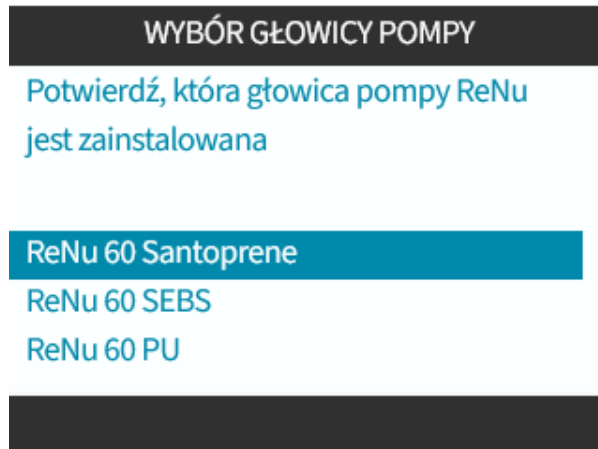 WYBÓR GŁOWICY POMPY
Potwierdź, która głowica pompy ReNu
jest zainstalowana
ReNu 60 Santoprene
ReNu 60 SEBS
ReNu 60 PU